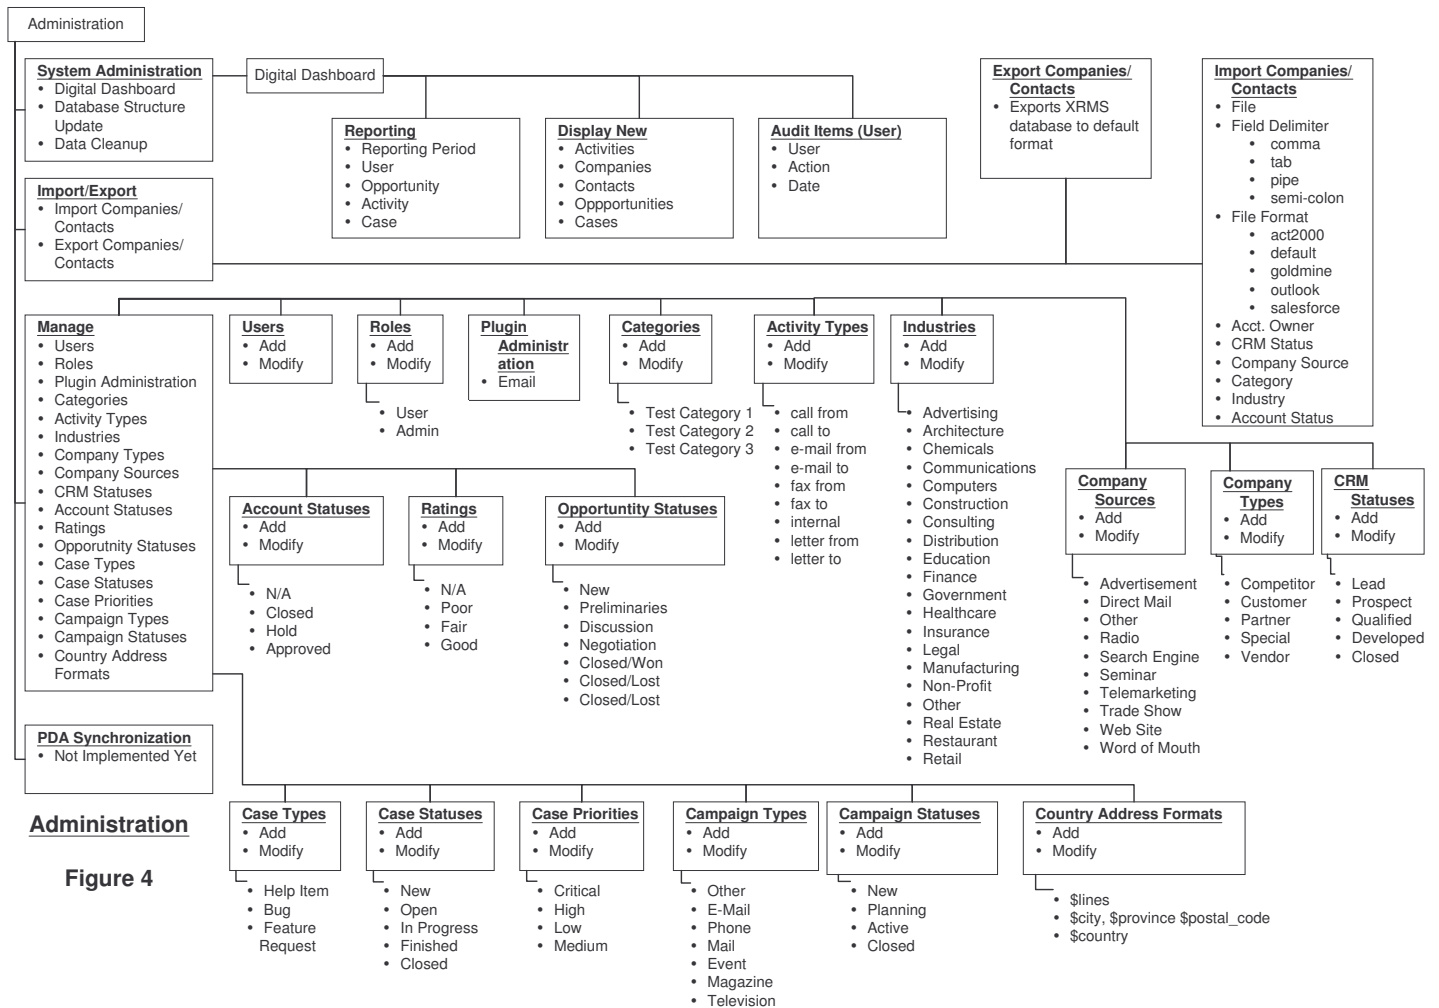 Administration
System Administration
• Digital Dashboard
• Database Structure
Update
• Data Cleanup
Digital Dashboard
Reporting
• Reporting Period
• User
• Opportunity
• Activity
• Case
Display New
• Activities
• Companies
• Contacts
• Oppportunities
• Cases
Audit Items (User)
• User
• Action
• Date
Export Companies/
Contacts
• Exports XRMS
database to default
format
Import Companies/
Contacts
• File
• Field Delimiter
• comma
• tab
• pipe
• semi-colon
• File Format
• act2000
• default
• goldmine
• outlook
• salesforce
• Acct. Owner
• CRM Status
• Company Source
• Category
• Industry
• Account Status
Import/Export
• Import Companies/
Contacts
• Export Companies/
Contacts
Manage
• Users
• Roles
• Plugin Administration
• Categories
• Activity Types
• Industries
• Company Types
• Company Sources
• CRM Statuses
• Account Statuses
• Ratings
• Opporutnity Statuses
• Case Types
• Case Statuses
• Case Priorities
• Campaign Types
• Campaign Statuses
• Country Address
Formats
Users
• Add
• Modify
Roles
• Add
• Modify
• User
• Admin
Plugin
Administr
ation
• Email
Categories
• Add
• Modify
• Test Category 1
• Test Category 2
• Test Category 3
Activity Types
• Add
• Modify
• call from
• call to
• e-mail from
• e-mail to
• fax from
• fax to
• internal
• letter from
• letter to
Industries
• Add
• Modify
• Advertising
• Architecture
• Chemicals
• Communications
• Computers
• Construction
• Consulting
• Distribution
• Education
• Finance
• Government
• Healthcare
• Insurance
• Legal
• Manufacturing
• Non-Profit
• Other
• Real Estate
• Restaurant
• Retail
Company
Sources
• Add
• Modify
• Advertisement
• Direct Mail
• Other
• Radio
• Search Engine
• Seminar
• Telemarketing
• Trade Show
• Web Site
• Word of Mouth
Company
Types
• Add
• Modify
• Competitor
• Customer
• Partner
• Special
• Vendor
CRM
Statuses
• Add
• Modify
• Lead
• Prospect
• Qualified
• Developed
• Closed
Account Statuses
• Add
• Modify
• N/A
• Closed
• Hold
• Approved
Ratings
• Add
• Modify
• N/A
• Poor
• Fair
• Good
Opportuntity Statuses
• Add
• Modify
• New
• Preliminaries
• Discussion
• Negotiation
• Closed/Won
• Closed/Lost
• Closed/Lost
PDA Synchronization
• Not Implemented Yet
Administration
Figure 4
Case Types
• Add
• Modify
• Help Item
• Bug
• Feature
Request
Case Statuses
• Add
• Modify
• New
• Open
• In Progress
• Finished
• Closed
Case Priorities
• Add
• Modify
• Critical
• High
• Low
• Medium
Campaign Types
• Add
• Modify
• Other
• E-Mail
• Phone
• Mail
• Event
• Magazine
• Television
Campaign Statuses
• Add
• Modify
• New
• Planning
• Active
• Closed
Country Address Formats
• Add
• Modify
• $lines
• $city, $province $postal_code
• $country